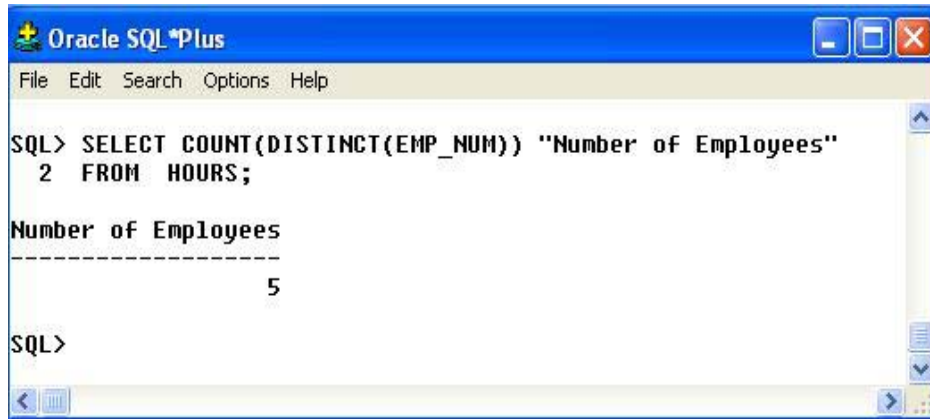 Oracle SQL*Plus
File Edit Search Options Help
SQL> SELECT COUNT(DISTINCT(EMP_NUM)) "Number of Employees"
2 FROM HOURS;
Number of Employees
-------------------
5
SQL>